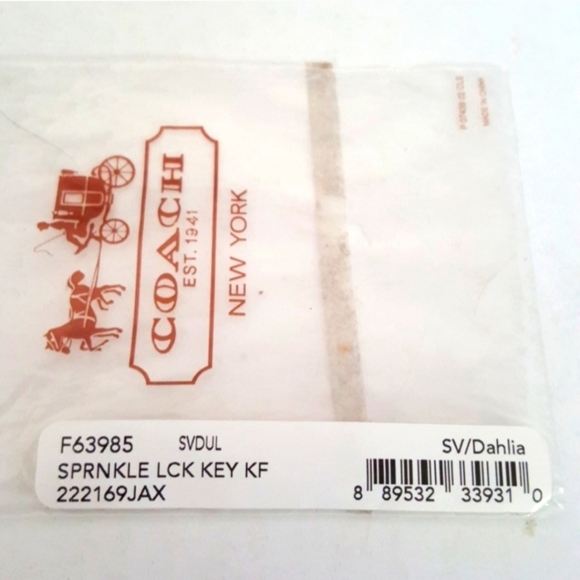 COACH
EST. 1941
NEW YORK
MADE IN CHINA
F63985 SVDUL SV/Dahlia
SPRNKLE LCK KEY KF
222169JAX
8 89532 33931 0